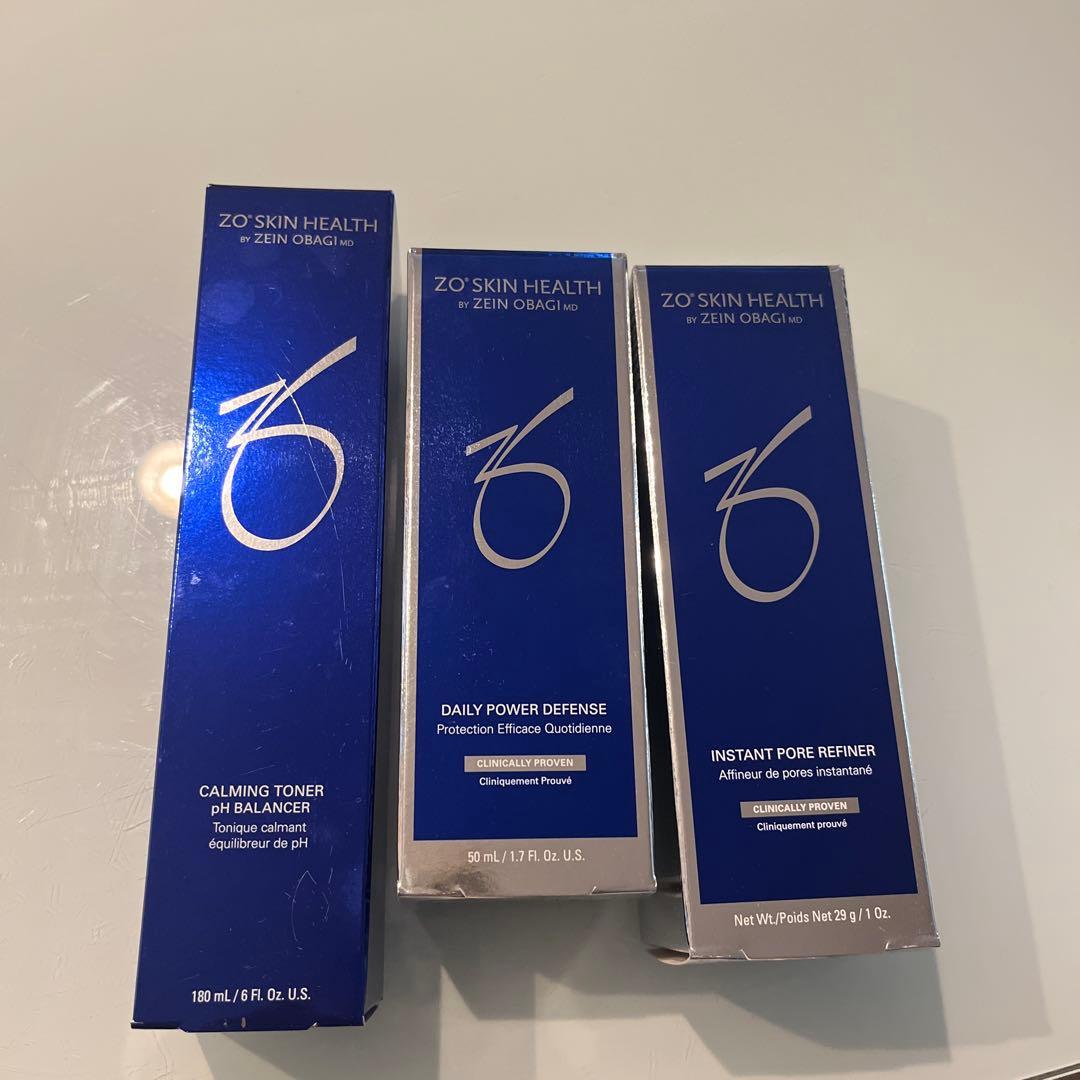 ZO® SKIN HEALTH
BY ZEIN OBAGI MD
CALMING TONER
pH BALANCER
Tonique calmant
équilibreur de pH
180 mL / 6 Fl. Oz. U.S.
ZO® SKIN HEALTH
BY ZEIN OBAGI MD
DAILY POWER DEFENSE
Protection Efficace Quotidienne
CLINICALLY PROVEN
Cliniquement Prouvé
50 mL / 1.7 Fl. Oz. U.S.
ZO® SKIN HEALTH
BY ZEIN OBAGI MD
INSTANT PORE REFINER
Affineur de pores instantané
CLINICALLY PROVEN
Cliniquement prouvé
Net Wt./Poids Net 29 g / 1 Oz.